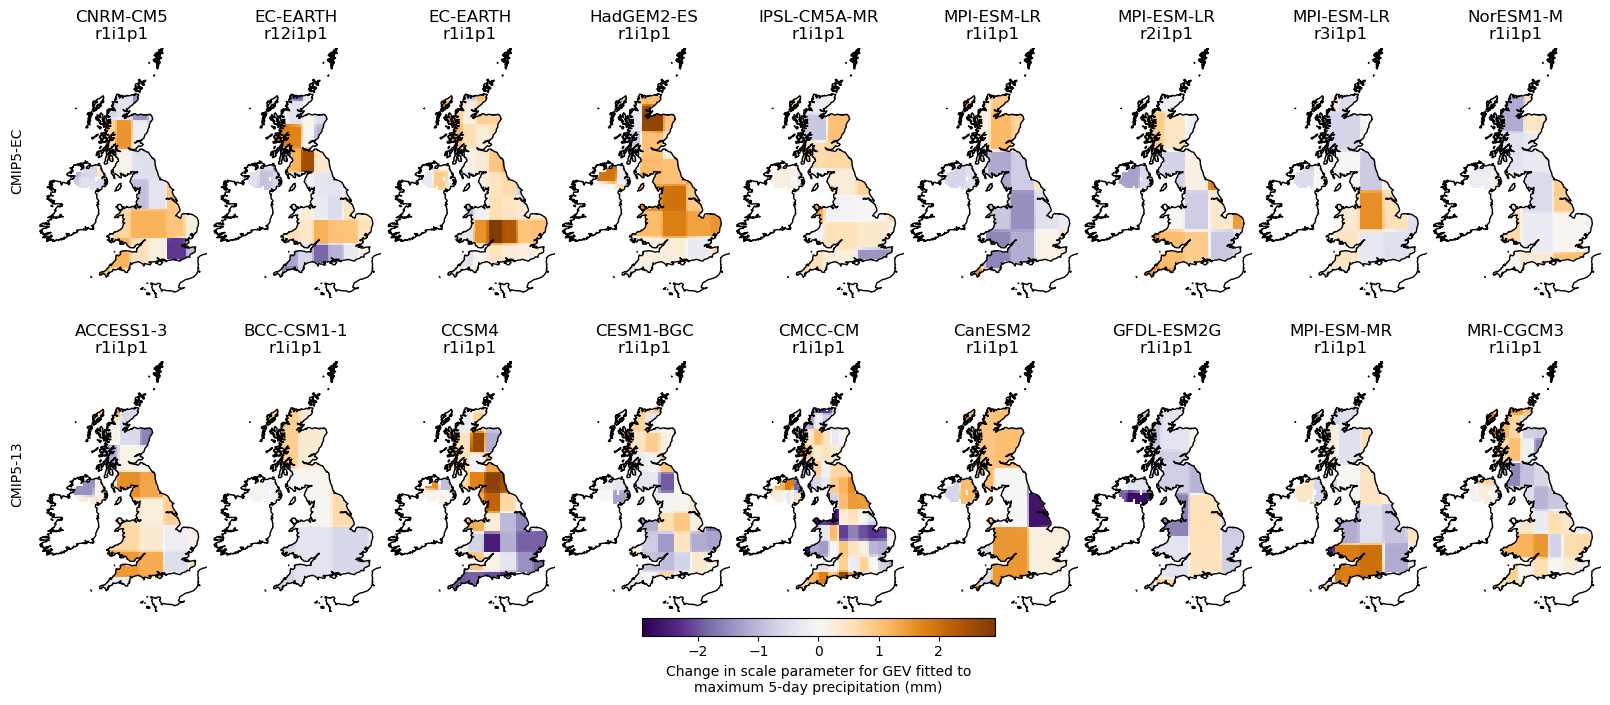 CNRM-CM5
r1i1p1
EC-EARTH
r12i1p1
EC-EARTH
r1i1p1
HadGEM2-ES
r1i1p1
IPSL-CM5A-MR
r1i1p1
MPI-ESM-LR
r1i1p1
MPI-ESM-LR
r2i1p1
MPI-ESM-LR
r3i1p1
NorESM1-M
r1i1p1
CMIP5-EC
ACCESS1-3
r1i1p1
BCC-CSM1-1
r1i1p1
CCSM4
r1i1p1
CESM1-BGC
r1i1p1
CMCC-CM
r1i1p1
CanESM2
r1i1p1
GFDL-ESM2G
r1i1p1
MPI-ESM-MR
r1i1p1
MRI-CGCM3
r1i1p1
CMIP5-13
−2 −1 0 1 2
Change in scale parameter for GEV fitted to
maximum 5-day precipitation (mm)